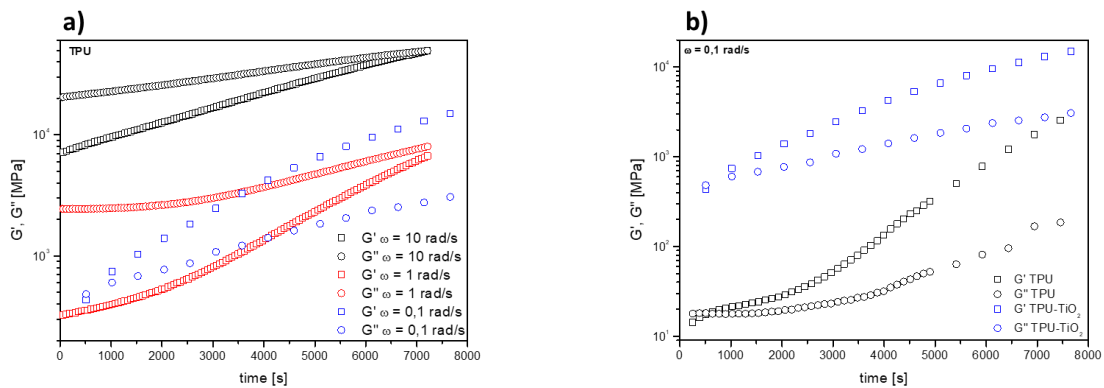 a)
TPU
10⁴
10³
G', G'' [MPa]
0 1000 2000 3000 4000 5000 6000 7000 8000
time [s]
G' ω = 10 rad/s
G'' ω = 10 rad/s
G' ω = 1 rad/s
G'' ω = 1 rad/s
G' ω = 0,1 rad/s
G'' ω = 0,1 rad/s
b)
ω = 0,1 rad/s
10⁴
10³
10²
10¹
G', G'' [MPa]
0 1000 2000 3000 4000 5000 6000 7000 8000
time [s]
G' TPU
G'' TPU
G' TPU-TiO₂
G'' TPU-TiO₂